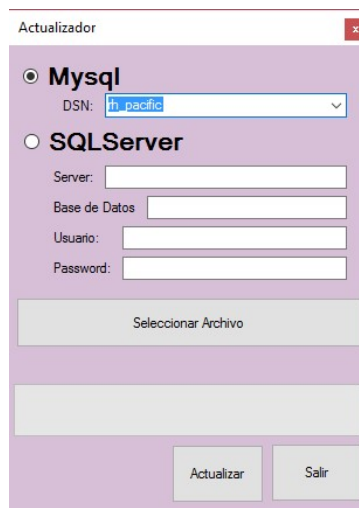 Actualizador
x
Mysql
DSN: rh_pacific
SQLServer
Server:
Base de Datos
Usuario:
Password:
Seleccionar Archivo
Actualizar Salir